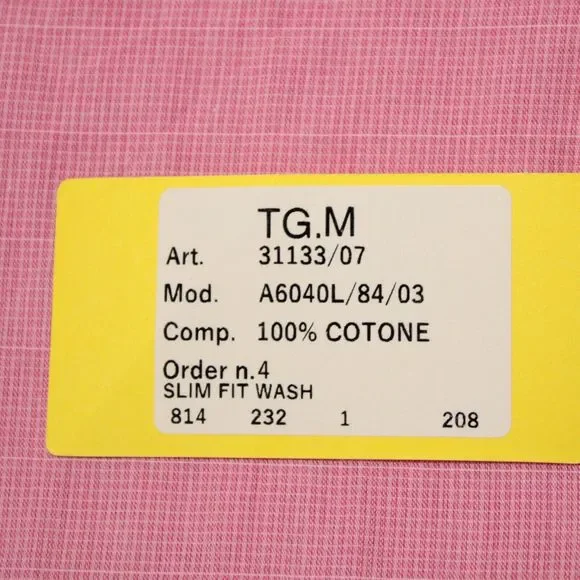 TG.M
Art. 31133/07
Mod. A6040L/84/03
Comp. 100% COTONE
Order n.4
SLIM FIT WASH
814 232 1 208